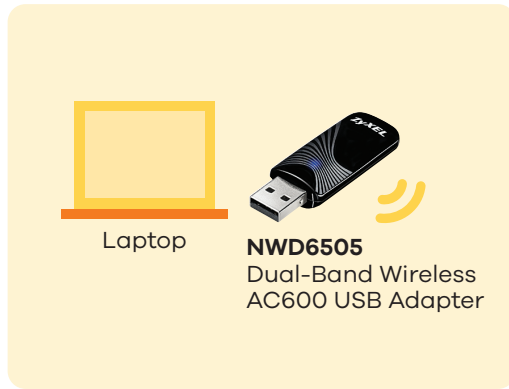 ZyXEL
Laptop
NWD6505
Dual-Band Wireless
AC600 USB Adapter